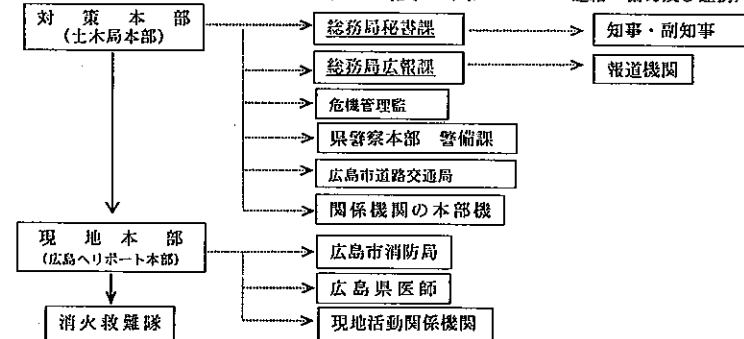 対策本部
(土木局本部)
総務局秘書課
知事・副知事
総務局広報課
報道機関
危機管理監
県警察本部 警備課
広島市道路交通局
関係機関の本部機
現地本部
(広島ヘリポート本部)
広島市消防局
広島県医師
消火救難隊
現地活動関係機関